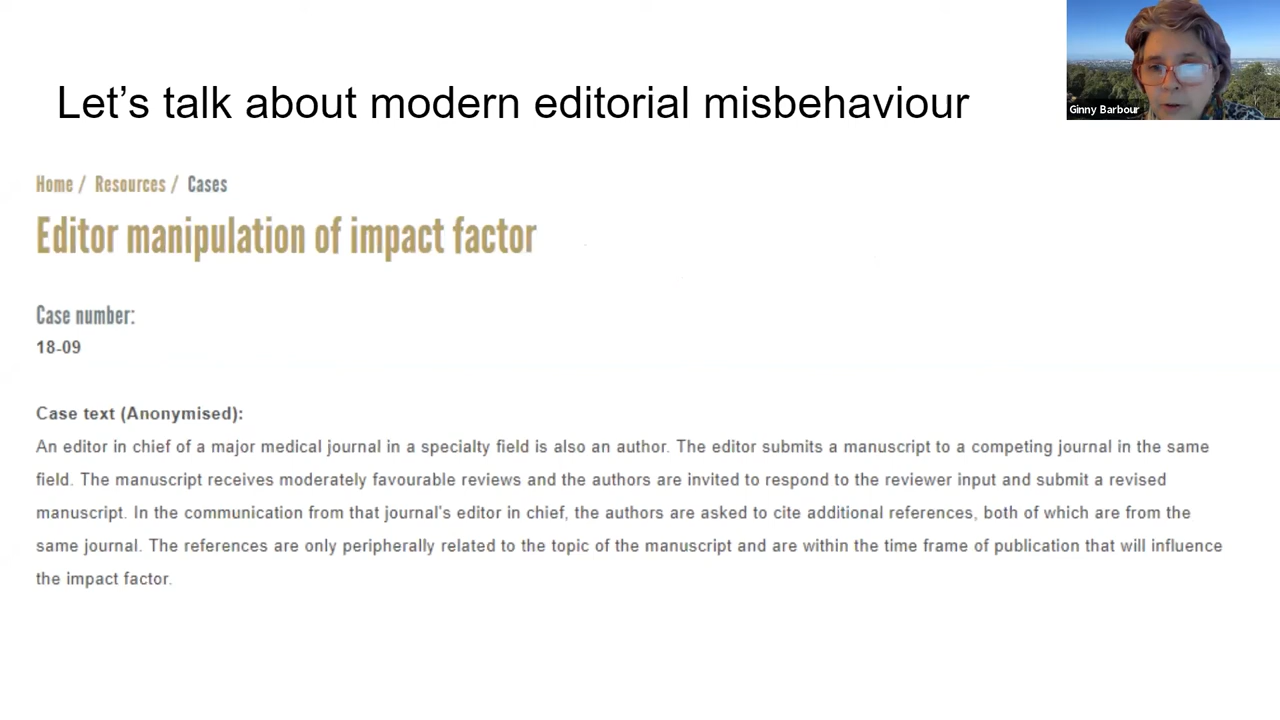 Let's talk about modern editorial misbehaviour
Ginny Barbour
Home / Resources / Cases
Editor manipulation of impact factor
Case number:
18-09
Case text (Anonymised):
An editor in chief of a major medical journal in a specialty field is also an author. The editor submits a manuscript to a competing journal in the same
field. The manuscript receives moderately favourable reviews and the authors are invited to respond to the reviewer input and submit a revised
manuscript. In the communication from that journal's editor in chief, the authors are asked to cite additional references, both of which are from the
same journal. The references are only peripherally related to the topic of the manuscript and are within the time frame of publication that will influence
the impact factor.